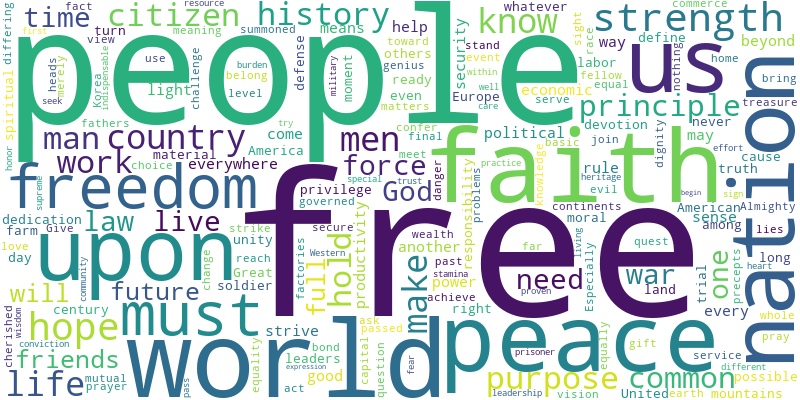 differing
time
fact
citizen
resource
history
know
whatever
commerce
strength
spiritual
first
turn
view
meaning
summoned
means
help
others
toward
stand
sight
race
way
define
beyond
people
us
heads
merely
Korea
indispensable
use
light
challenge
burden
belong
level
defense
moment
military
genius
ready
even
matters
security
event
within
well
care
Europe
economic
serve
labor
fellow
equal
nothing
home
bring
treasure
seek
fathers
try
confer
final
principle
never
honor
man
country
come
America
men
political
devotion
join
may
dignity
cause
truth
work
material
choice
everywhere
force
meet
basic
danger
faith
practice
rule
evil
heritage
knowledge
nation
supreme
freedom
privilege
governed
God
special
trust
problems
continents
moral
American
sense
Almighty
sign
begin
effort
dedication
farm
Give
law
live
secure
free
wealth
another
responsibility
among
lies
love
day
upon
strike
unity
reach
Great
Western
factories
hold
productivity
past
stamina
power
achieve
far
proven
living
Especially
need
quest
war
land
one
precepts
long
heart
will
community
future
change
soldier
full
make
right
trial
every
whole
pray
cherished
wisdom
hope
century
must
strive
ask
passed
peace
prisoner
equally
gift
service
different
conviction
friends
world
equality
bond
leaders
expression
good
capital
question
fear
purpose
common
possible
life
mutual
prayer
pass
act
leadership
vision
United
earth
mountains